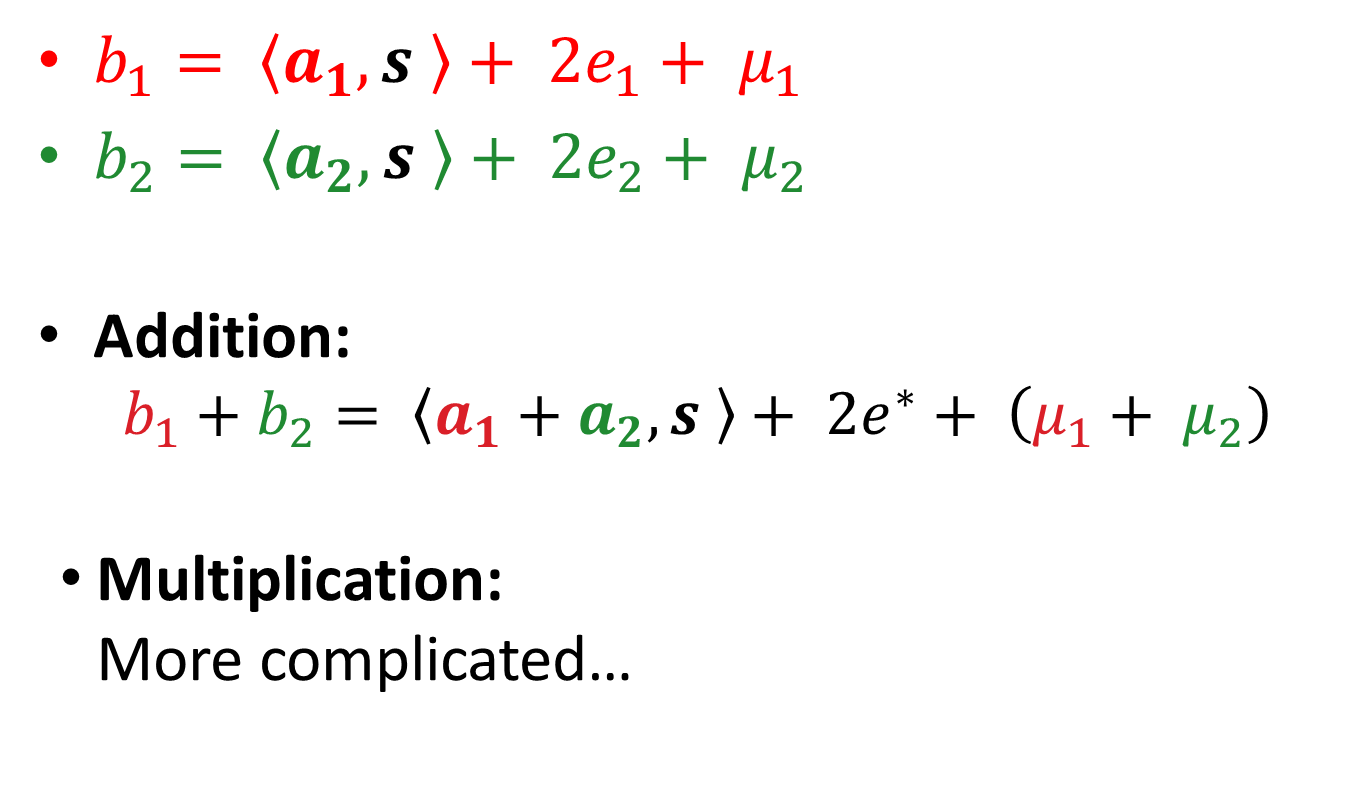 • b₁ = ⟨a₁, s ⟩ + 2e₁ + μ₁
• b₂ = ⟨a₂, s ⟩ + 2e₂ + μ₂
• Addition:
b₁ + b₂ = ⟨a₁ + a₂, s ⟩ + 2e* + (μ₁ + μ₂)
• Multiplication:
More complicated…